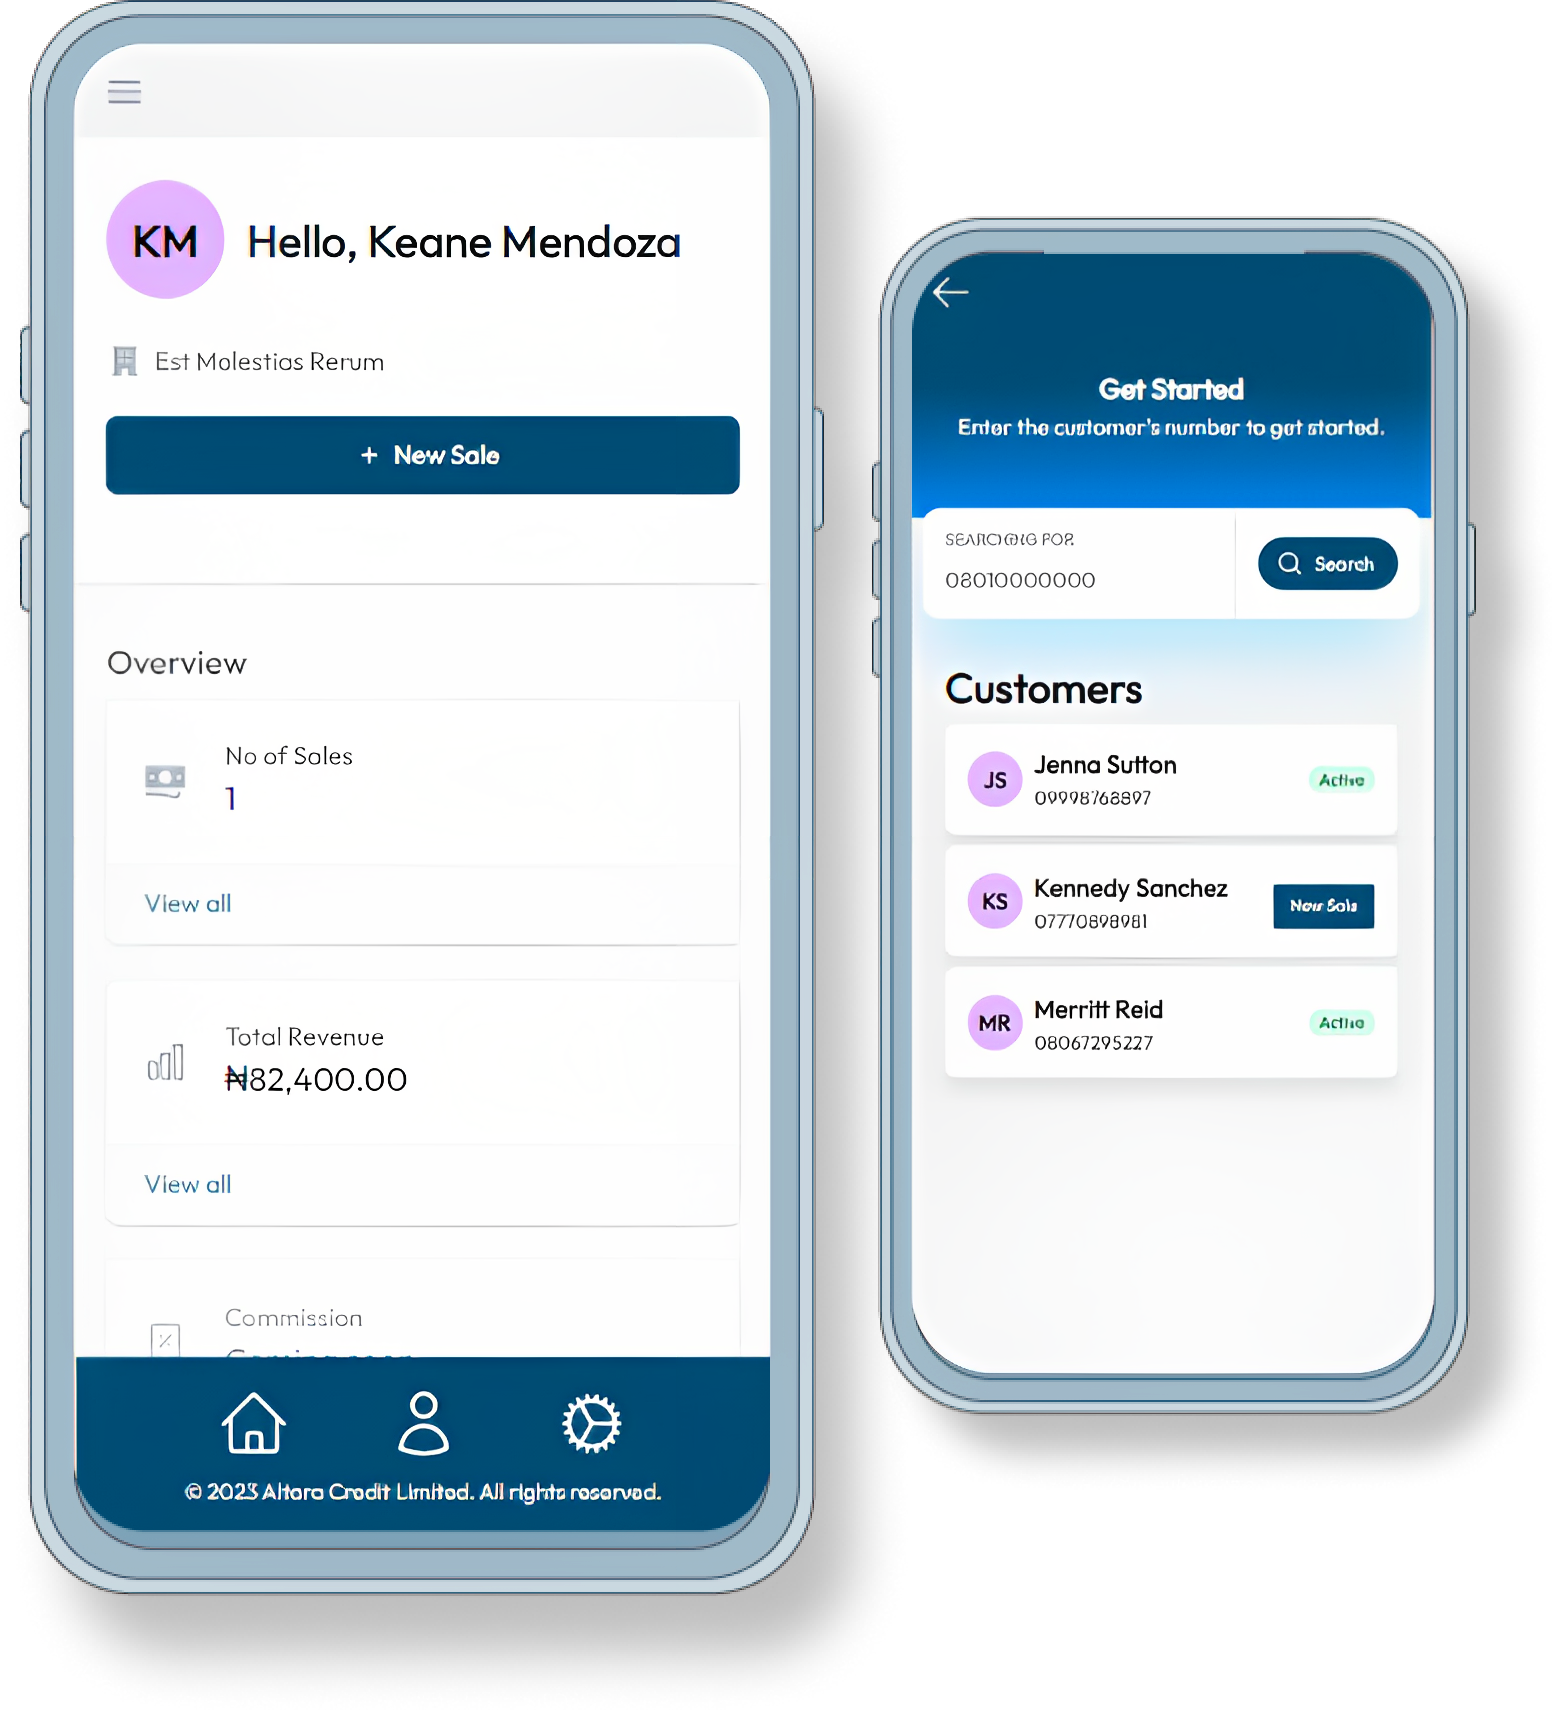 KM
Hello, Keane Mendoza
Est Molestias Rerum
+ New Sale
Overview
No of Sales
1
View all
Total Revenue
₦82,400.00
View all
Commission
© 2023 Altara Credit Limited. All rights reserved.
Get Started
Enter the customer's number to get started.
SEARCHING FOR
08010000000
Search
Customers
JS
Jenna Sutton
09998768897
Active
KS
Kennedy Sanchez
07770898981
New Sale
MR
Merritt Reid
08067295227
Active